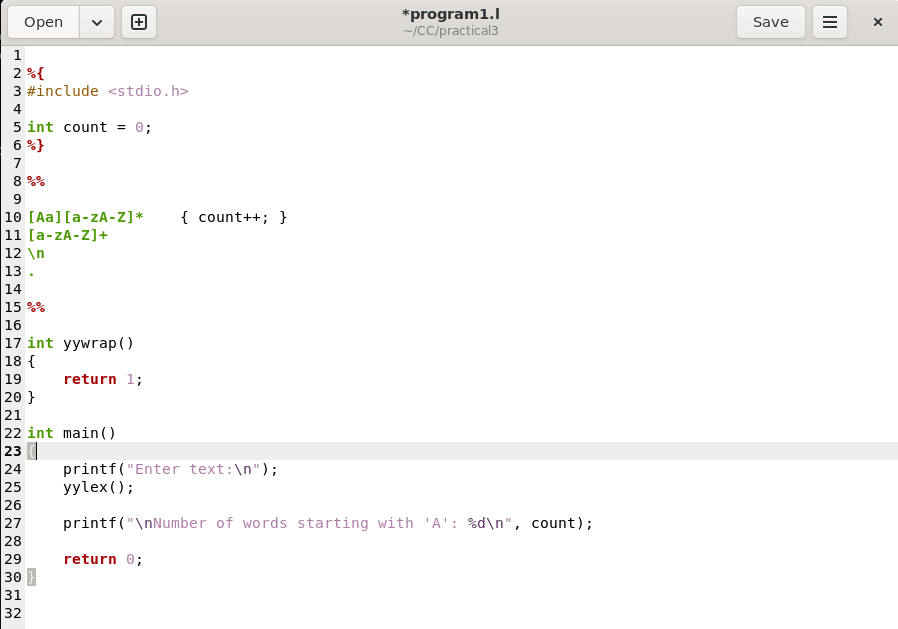 Open
*program1.l
~/CC/practical3
Save
1
2 %{
3 #include <stdio.h>
4
5 int count = 0;
6 %}
7
8 %%
9
10 [Aa][a-zA-Z]*    { count++; }
11 [a-zA-Z]+
12 \n
13 .
14
15 %%
16
17 int yywrap()
18 {
19     return 1;
20 }
21
22 int main()
23 {
24     printf("Enter text:\n");
25     yylex();
26
27     printf("\nNumber of words starting with 'A': %d\n", count);
28
29     return 0;
30 }
31
32